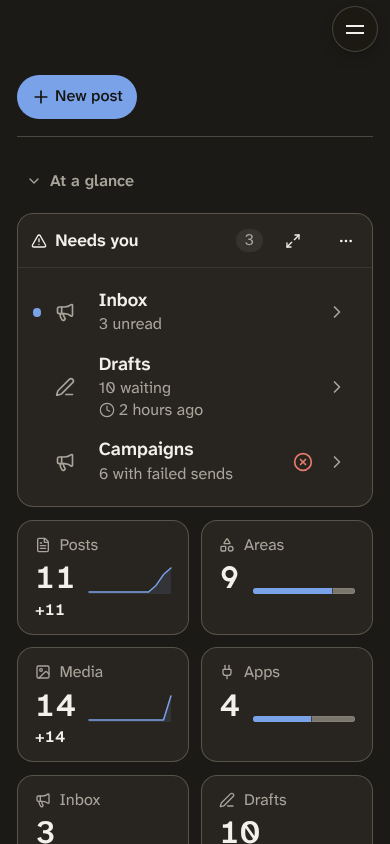 New post
At a glance
Needs you
3
Inbox
3 unread
Drafts
10 waiting
2 hours ago
Campaigns
6 with failed sends
Posts
11
+11
Areas
9
Media
14
+14
Apps
4
Inbox
3
Drafts
10